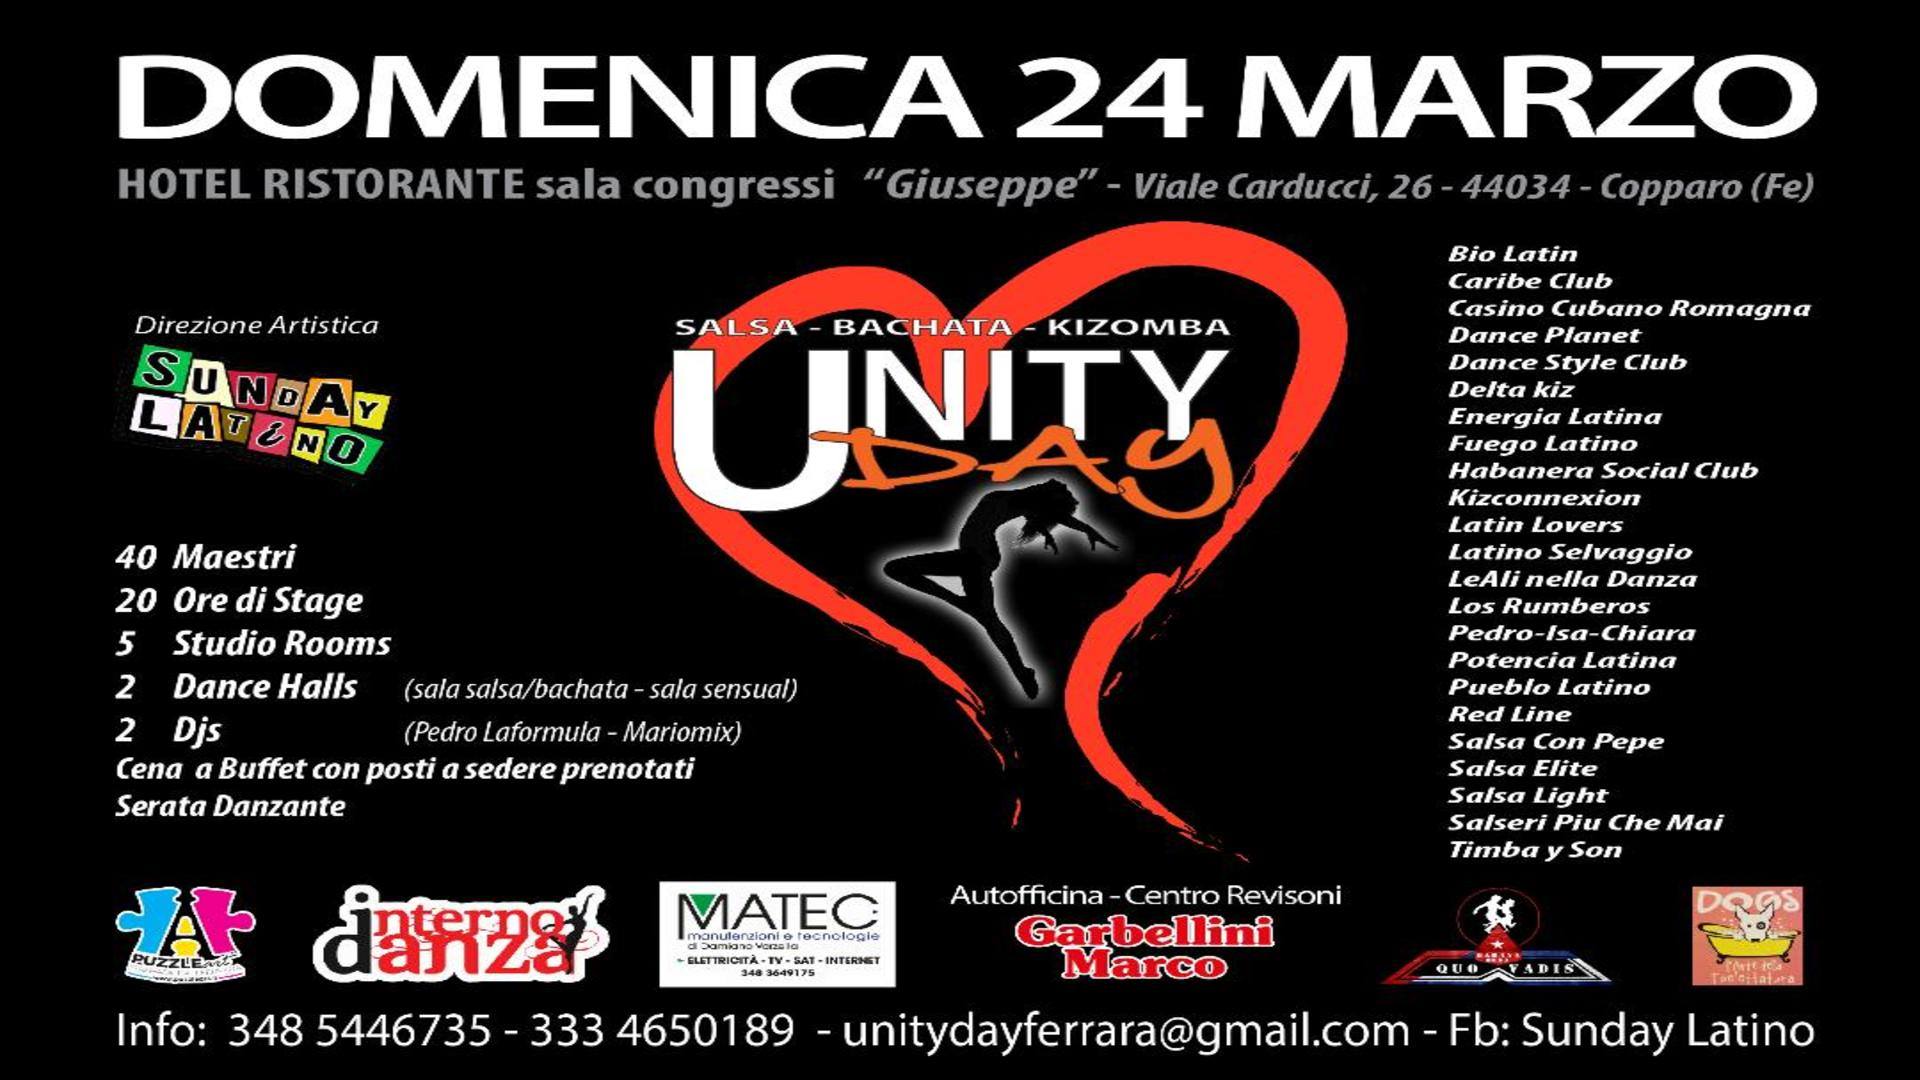 DOMENICA 24 MARZO
HOTEL RISTORANTE sala congressi "Giuseppe" - Viale Carducci, 26 - 44034 - Copparo (Fe)
Direzione Artistica
SUNDAY
LATiNO
SALSA - BACHATA - KIZOMBA
UNITY
DAY
40 Maestri
20 Ore di Stage
5 Studio Rooms
2 Dance Halls (sala salsa/bachata - sala sensual)
2 Djs (Pedro Laformula - Mariomix)
Cena a Buffet con posti a sedere prenotati
Serata Danzante
Bio Latin
Caribe Club
Casino Cubano Romagna
Dance Planet
Dance Style Club
Delta kiz
Energia Latina
Fuego Latino
Habanera Social Club
Kizconnexion
Latin Lovers
Latino Selvaggio
LeAli nella Danza
Los Rumberos
Pedro-Isa-Chiara
Potencia Latina
Pueblo Latino
Red Line
Salsa Con Pepe
Salsa Elite
Salsa Light
Salseri Piu Che Mai
Timba y Son
PUZZLE art
interno
danza
MATEC
manutenzioni e tecnologie
di Damiano Varzella
- ELETTRICITÀ - TV - SAT - INTERNET
348 3649175
Autofficina - Centro Revisoni
Garbellini
Marco
QUO VADIS
DOGS
Info: 348 5446735 - 333 4650189 - unitydayferrara@gmail.com - Fb: Sunday Latino